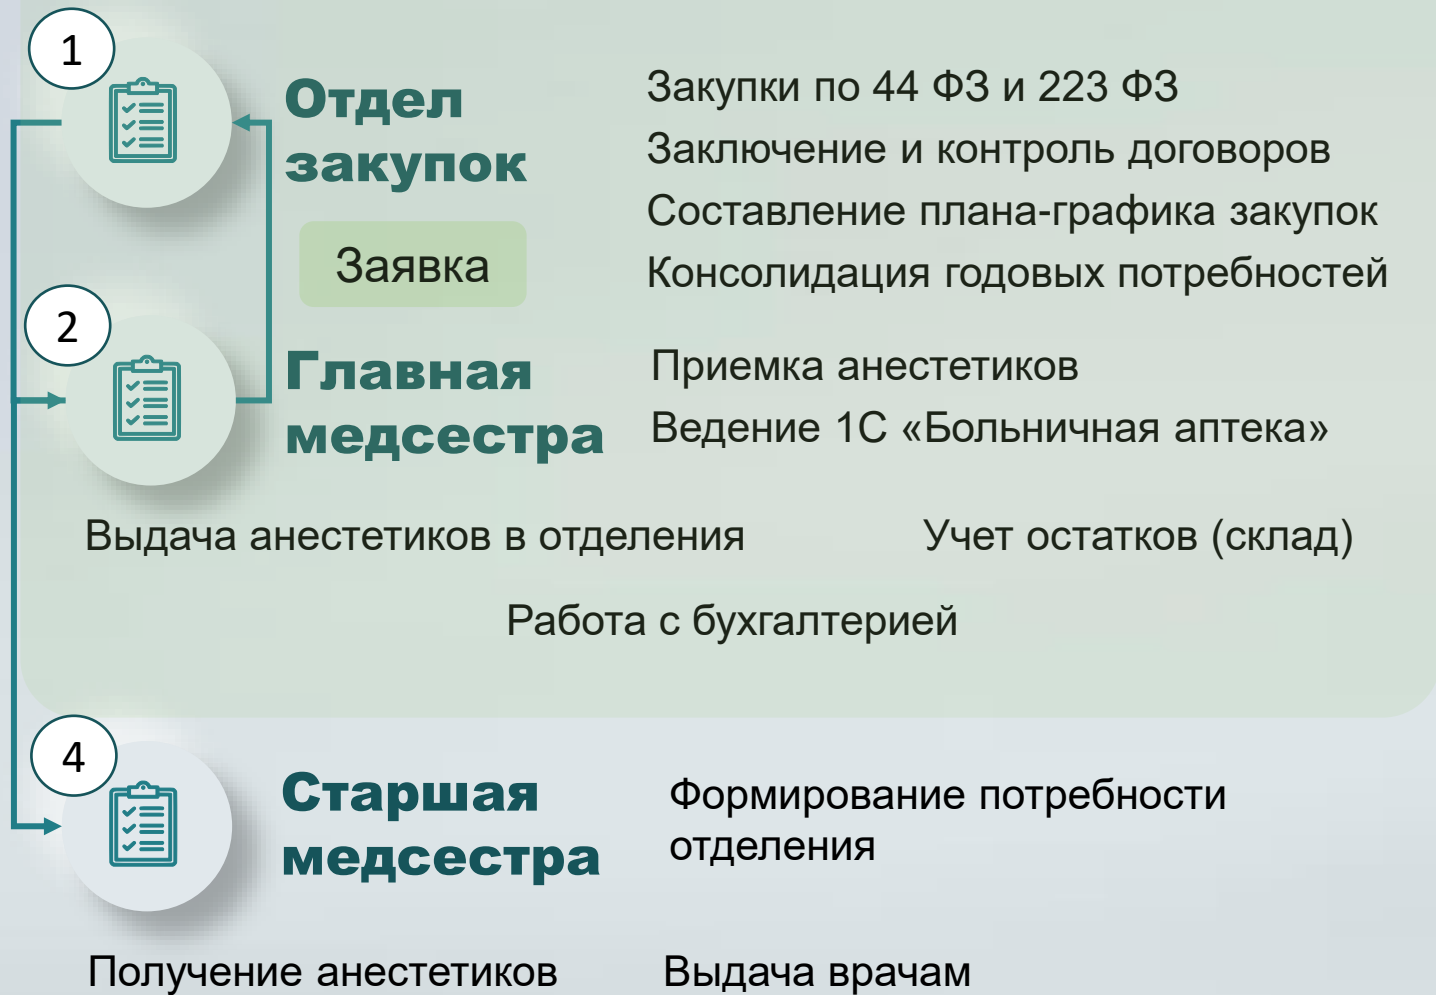 1
Отдел
закупок
Закупки по 44 ФЗ и 223 ФЗ
Заключение и контроль договоров
Составление плана-графика закупок
Консолидация годовых потребностей
Заявка
2
Главная
медсестра
Приемка анестетиков
Ведение 1С «Больничная аптека»
Выдача анестетиков в отделения
Учет остатков (склад)
Работа с бухгалтерией
4
Старшая
медсестра
Формирование потребности
отделения
Получение анестетиков
Выдача врачам